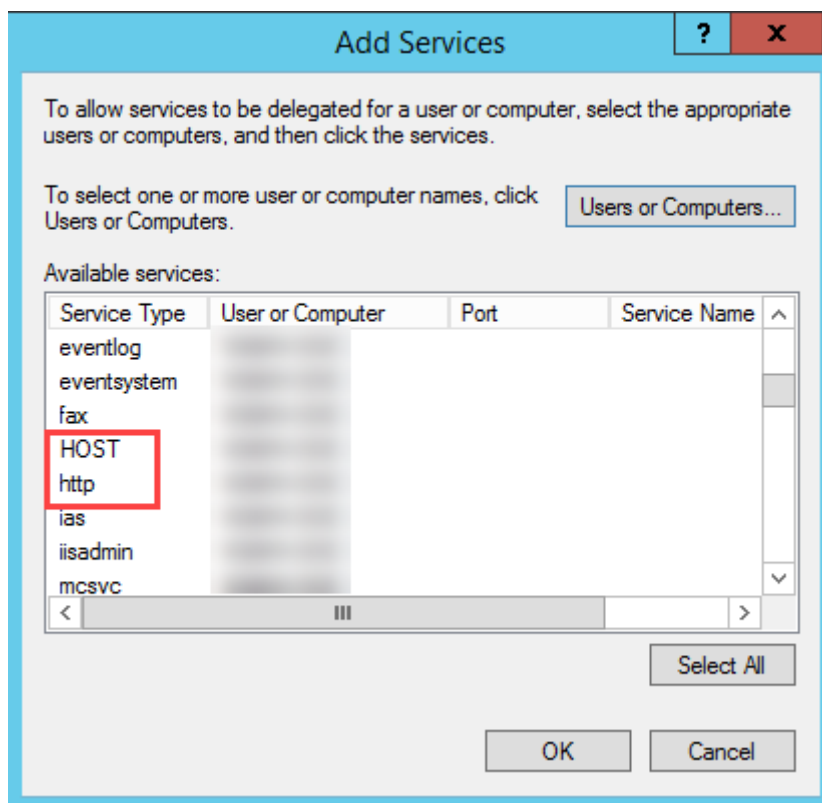 Add Services
?
x
To allow services to be delegated for a user or computer, select the appropriate
users or computers, and then click the services.
To select one or more user or computer names, click
Users or Computers.
Users or Computers...
Available services:
Service Type User or Computer Port Service Name
eventlog
eventsystem
fax
HOST
http
ias
iisadmin
mcsvc
Select All
OK
Cancel